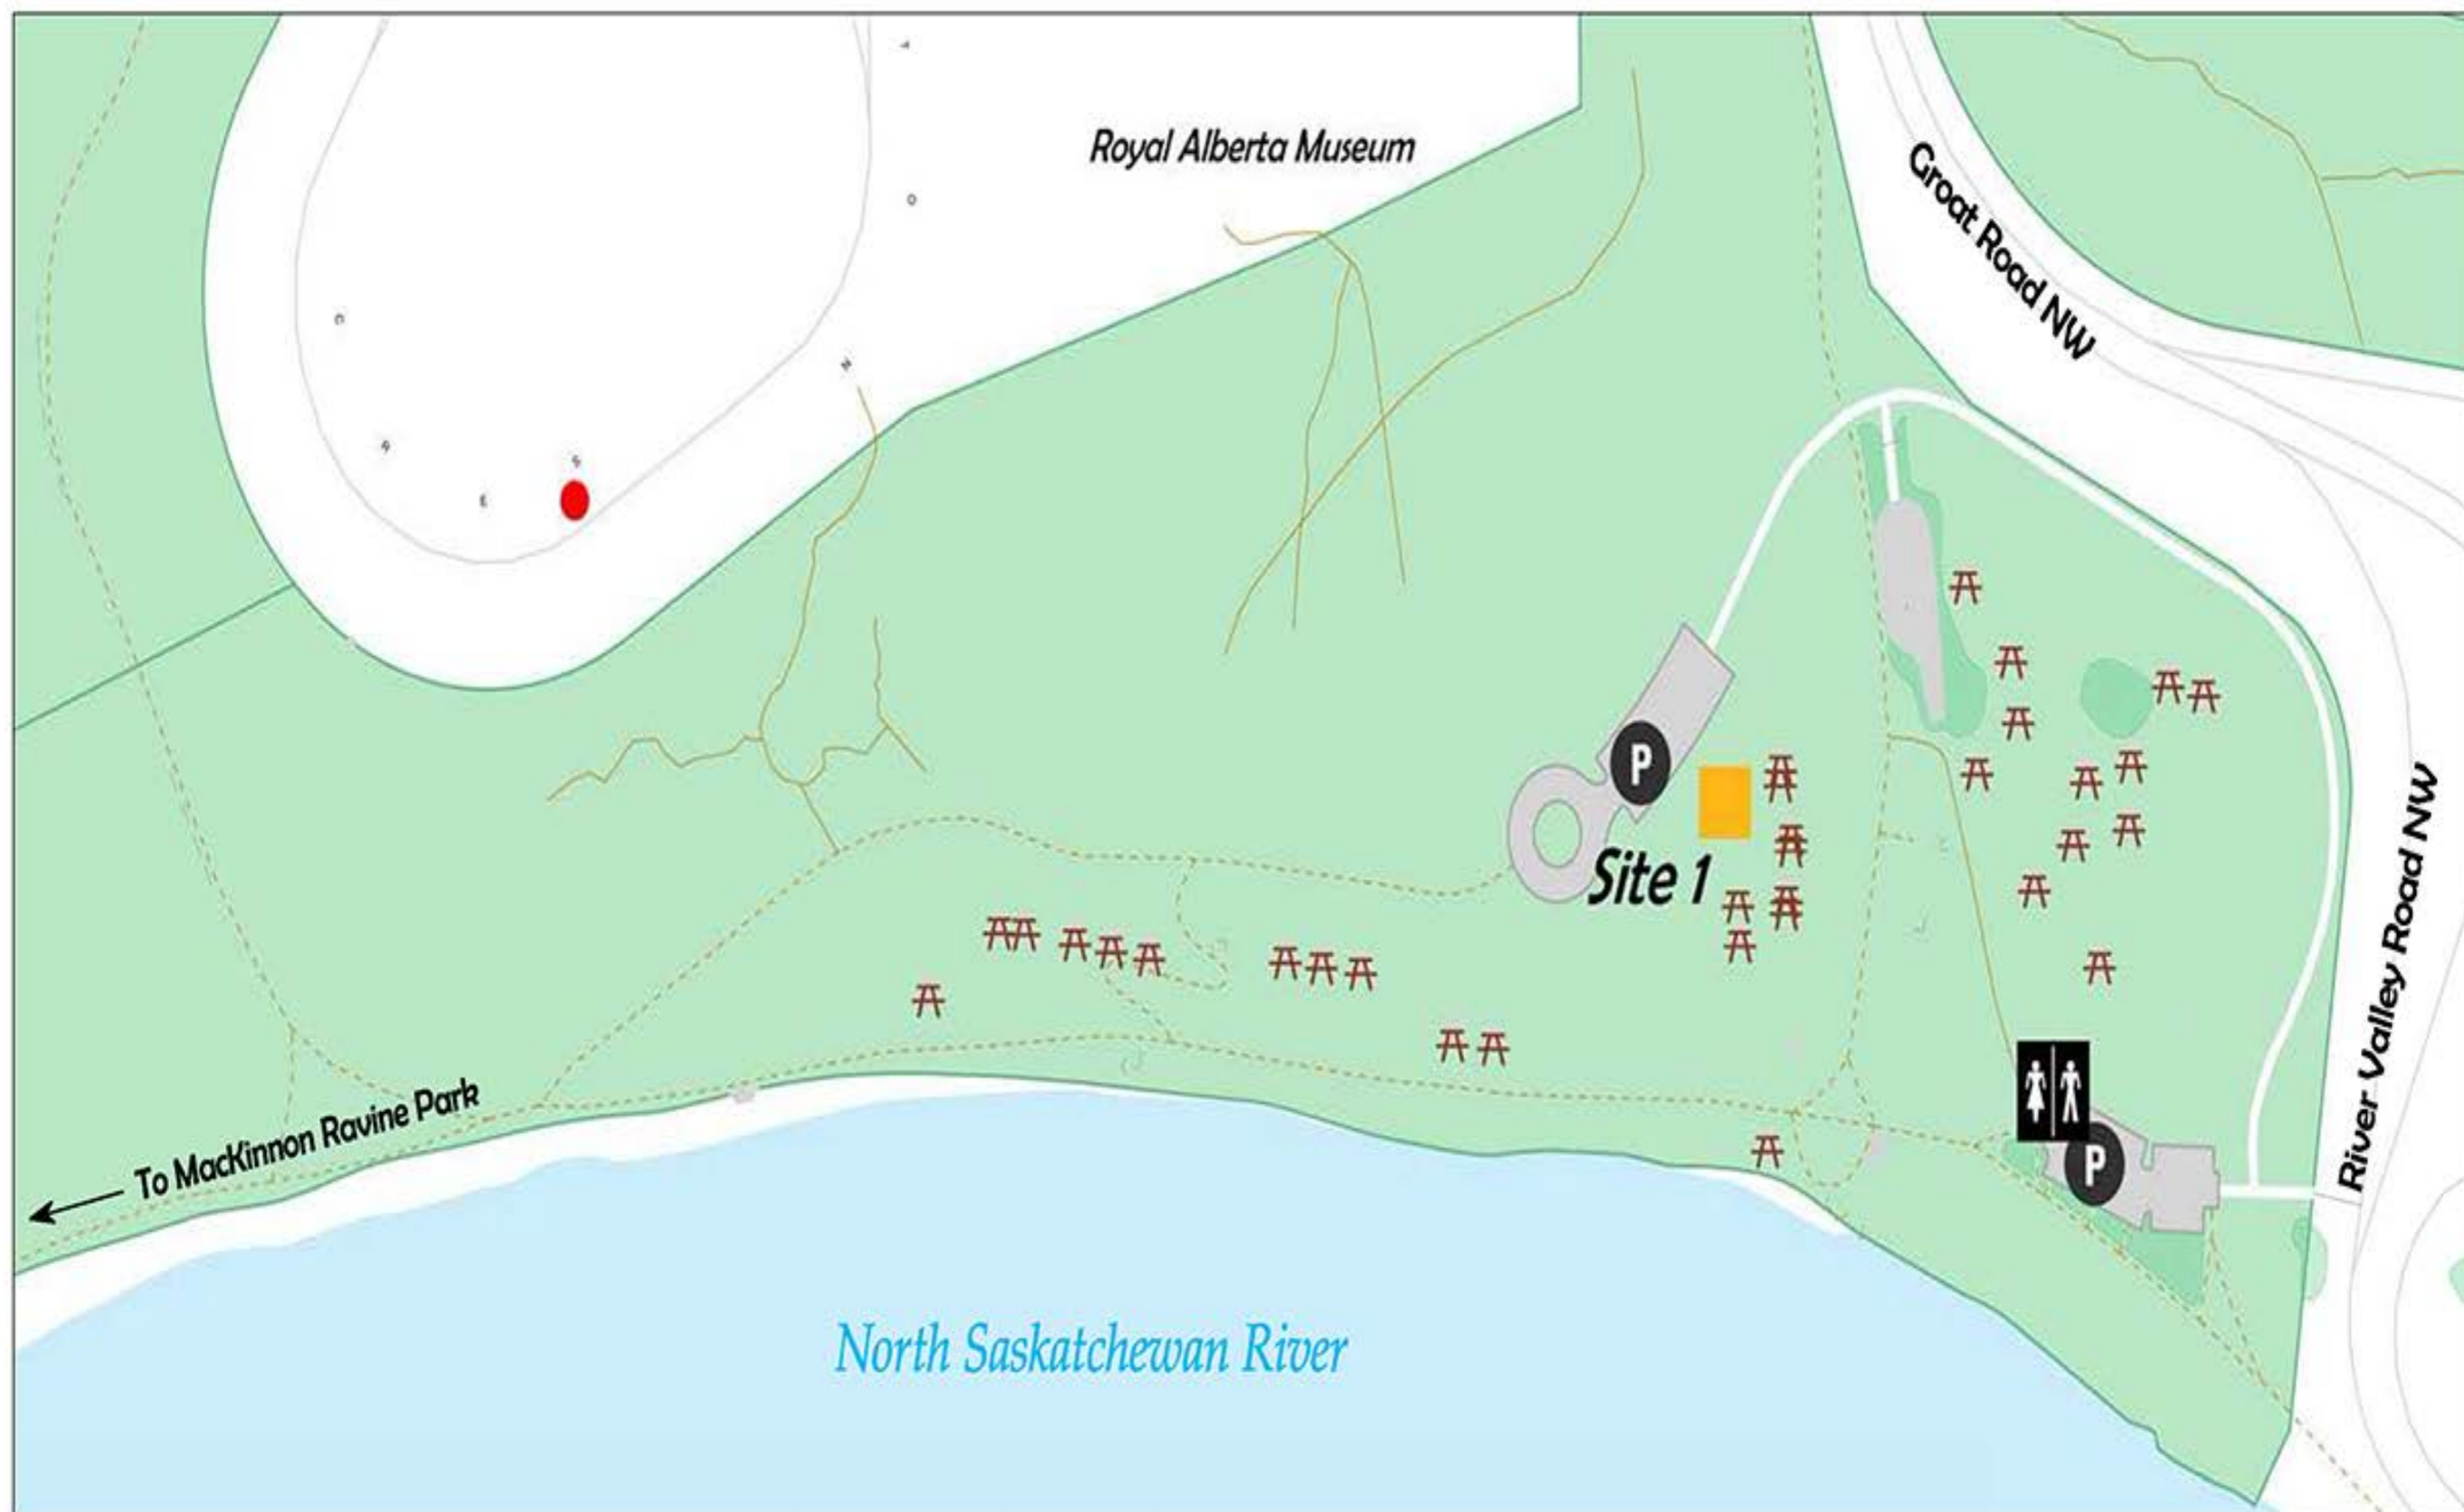 Royal Alberta Museum
Groat Road NW
P
Site 1
River Valley Road NW
To MacKinnon Ravine Park
P
North Saskatchewan River